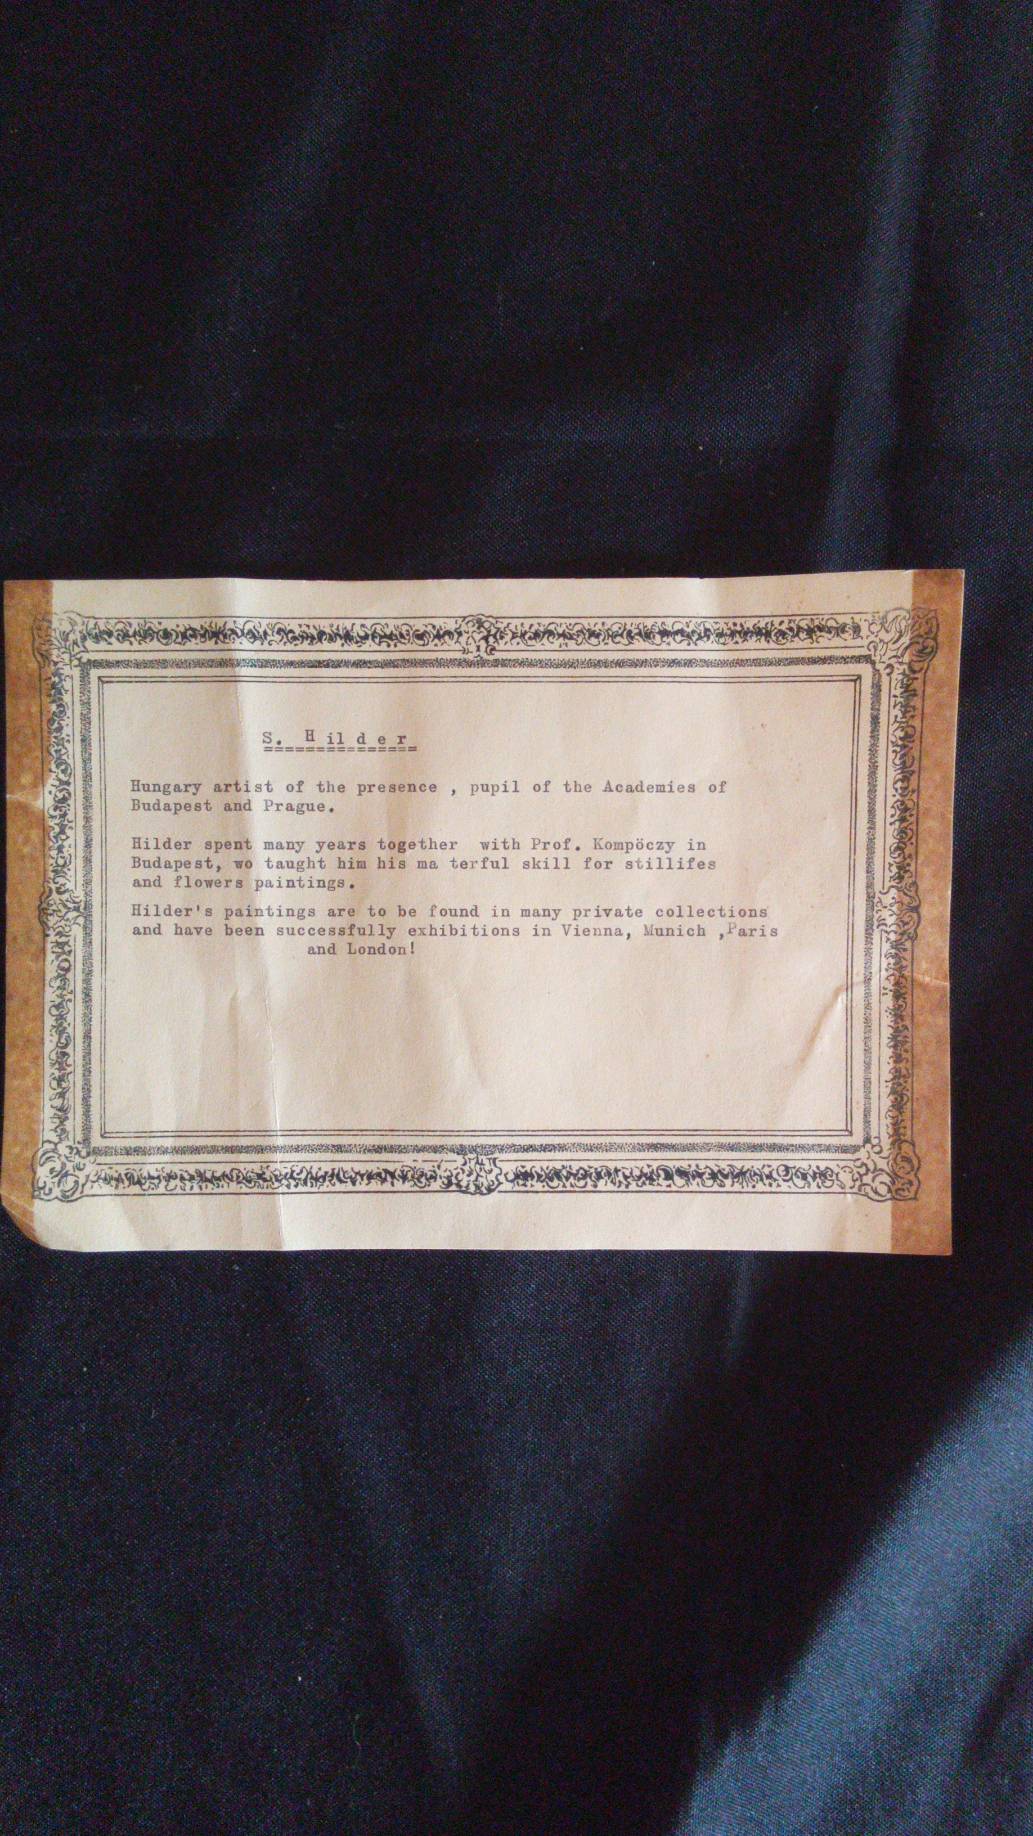 S. Hilder
Hungary artist of the presence , pupil of the Academies of
Budapest and Prague.
Hilder spent many years together with Prof. Kompöczy in
Budapest, wo taught him his ma terful skill for stillifes
and flowers paintings.
Hilder's paintings are to be found in many private collections
and have been successfully exhibitions in Vienna, Munich ,Paris
and London!